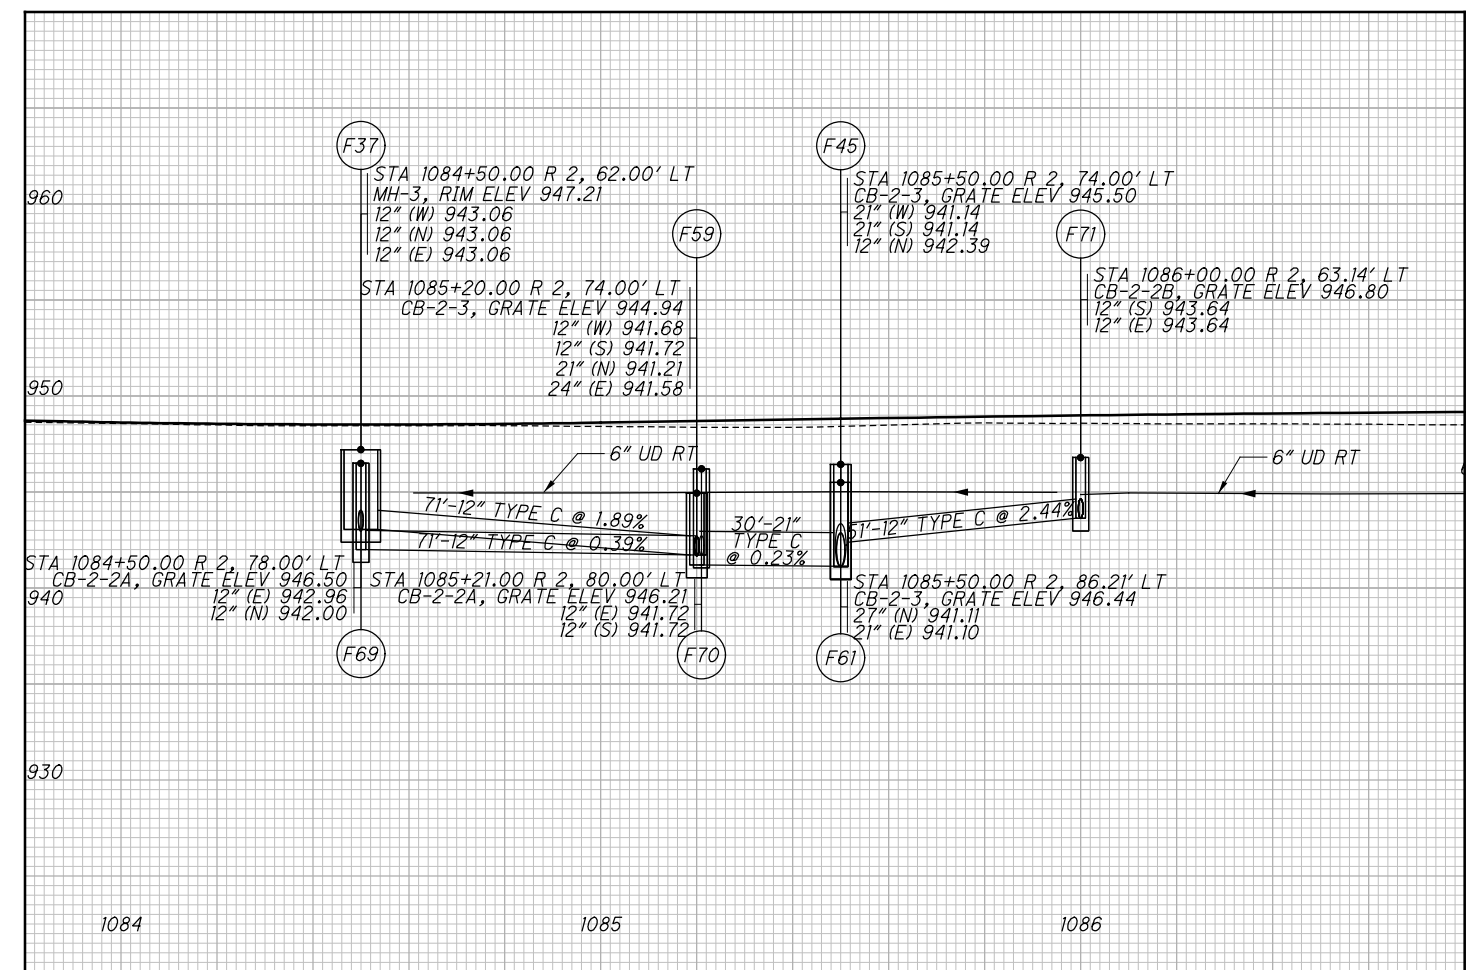 F37
STA 1084+50.00 R 2, 62.00' LT
MH-3, RIM ELEV 947.21
12" (W) 943.06
12" (N) 943.06
12" (E) 943.06
F45
STA 1085+50.00 R 2, 74.00' LT
CB-2-3, GRATE ELEV 945.50
21" (W) 941.14
21" (S) 941.14
12" (N) 942.39
960
F59
STA 1085+20.00 R 2, 74.00' LT
CB-2-3, GRATE ELEV 944.94
12" (W) 941.68
12" (S) 941.72
21" (N) 941.21
24" (E) 941.58
F71
STA 1086+00.00 R 2, 63.14' LT
CB-2-2B, GRATE ELEV 946.80
12" (S) 943.64
12" (E) 943.64
950
6" UD RT
6" UD RT
71'-12" TYPE C @ 1.89%
71'-12" TYPE C @ 0.39%
30'-21"
TYPE C
@ 0.23%
51'-12" TYPE C @ 2.44%
STA 1084+50.00 R 2, 78.00' LT
CB-2-2A, GRATE ELEV 946.50
12" (E) 942.96
12" (N) 942.00
F69
940
STA 1085+21.00 R 2, 80.00' LT
CB-2-2A, GRATE ELEV 946.21
12" (E) 941.72
12" (S) 941.72
F70
STA 1085+50.00 R 2, 86.21' LT
CB-2-3, GRATE ELEV 946.44
27" (N) 941.11
21" (E) 941.10
F61
930
1084
1085
1086